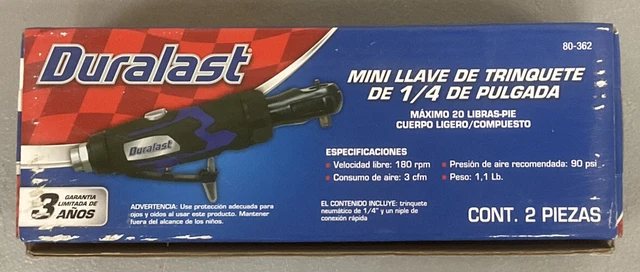 Duralast
80-362
MINI LLAVE DE TRINQUETE
DE 1/4 DE PULGADA
MÁXIMO 20 LIBRAS-PIE
CUERPO LIGERO/COMPUESTO
Duralast
ESPECIFICACIONES
• Velocidad libre: 180 rpm
• Consumo de aire: 3 cfm
• Presión de aire recomendada: 90 psi
• Peso: 1,1 Lb.
3 GARANTIA
LIMITADA DE
AÑOS
ADVERTENCIA: Use protección adecuada para
ojos y oídos al usar este producto. Mantener
fuera del alcance de los niños.
EL CONTENIDO INCLUYE: trinquete
neumático de 1/4" y un niple de
conexión rápida
CONT. 2 PIEZAS